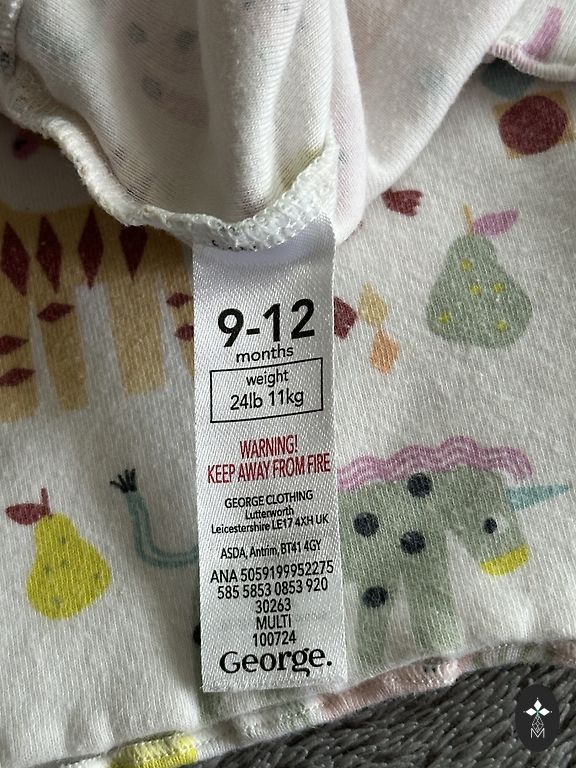 9-12
months
weight
24lb 11kg
WARNING!
KEEP AWAY FROM FIRE
GEORGE CLOTHING
Lutterworth
Leicestershire LE17 4XH UK
ASDA, Antrim, BT41 4GY
ANA 5059199952275
585 5853 0853 920
30263
MULTI
100724
George.
M